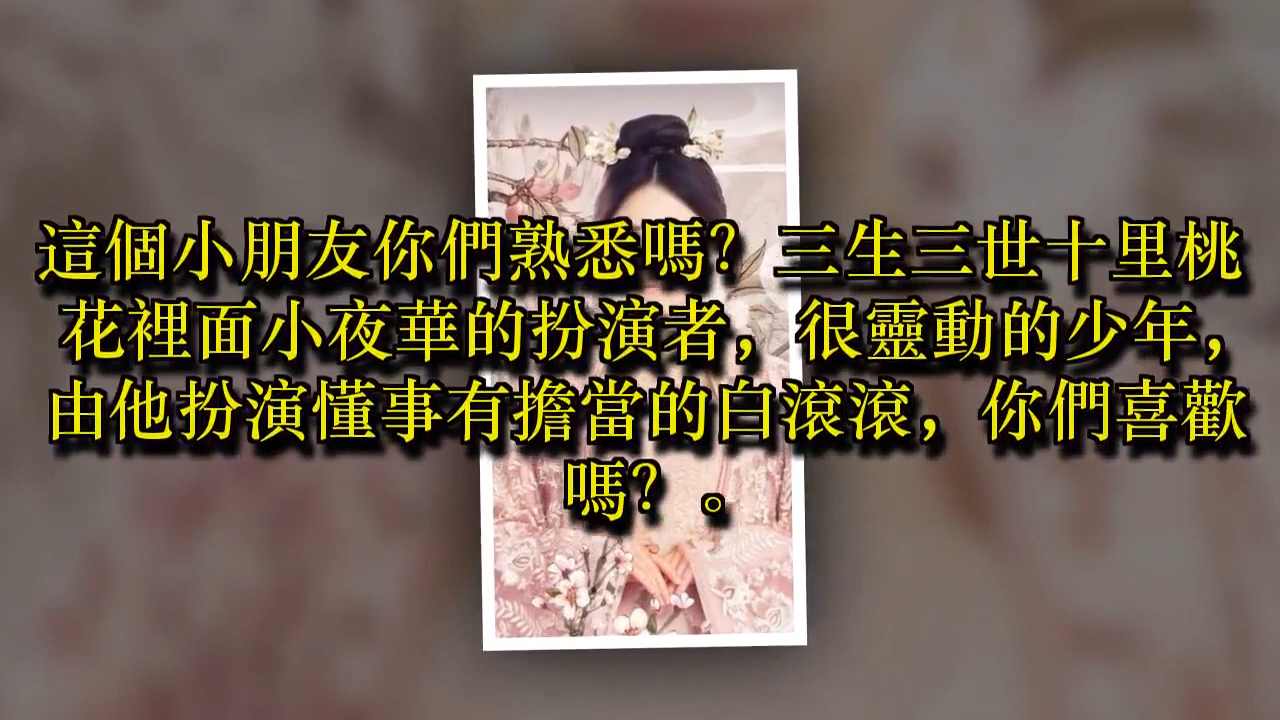 這個小朋友你們熟悉嗎？三生三世十里桃
花裡面小夜華的扮演者，很靈動的少年，
由他扮演懂事有擔當的白滾滾，你們喜歡
嗎？。